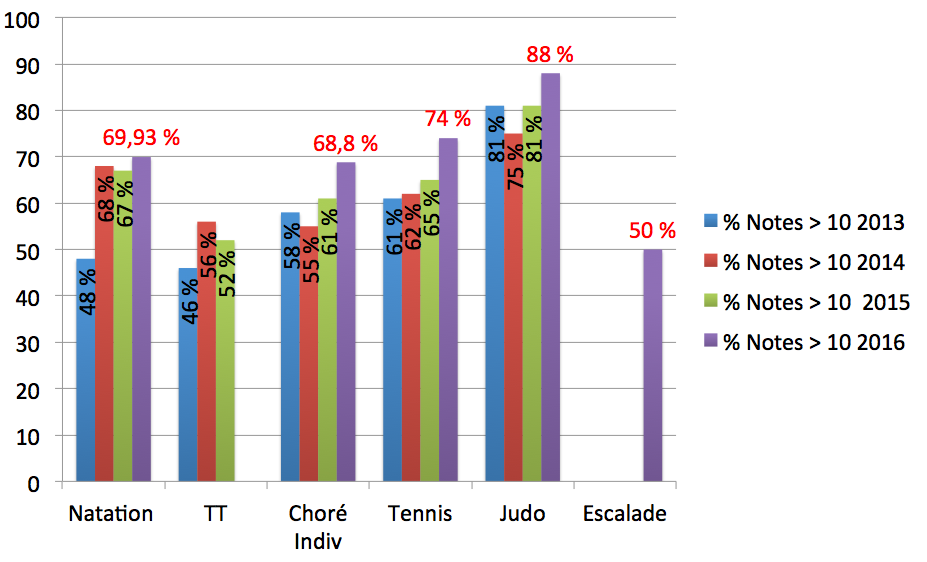 100
90
80
70
60
50
40
30
20
10
0
48 %
68 %
67 %
69,93 %
46 %
56 %
52 %
58 %
55 %
61 %
68,8 %
61 %
62 %
65 %
74 %
81 %
75 %
81 %
88 %
50 %
Natation
TT
Choré
Indiv
Tennis
Judo
Escalade
% Notes > 10 2013
% Notes > 10 2014
% Notes > 10  2015
% Notes > 10 2016